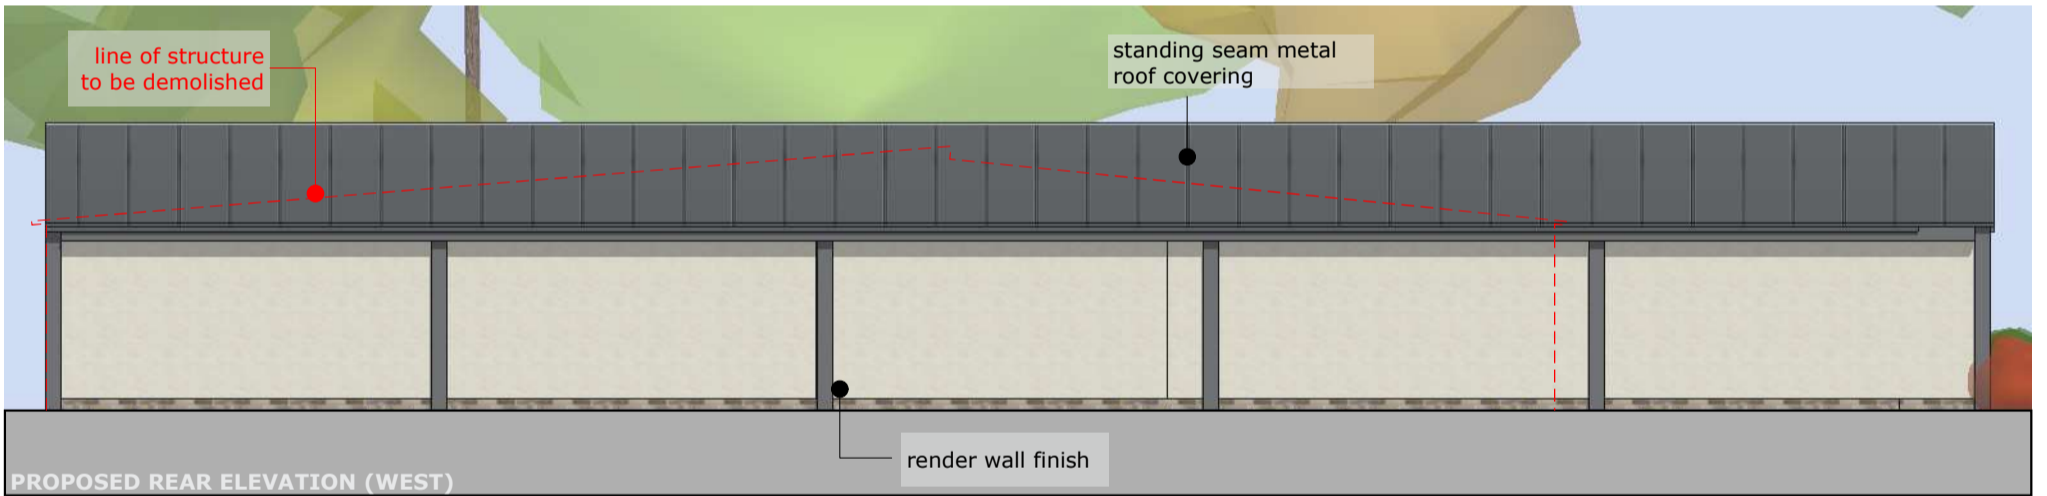 line of structure
to be demolished
standing seam metal
roof covering
render wall finish
PROPOSED REAR ELEVATION (WEST)